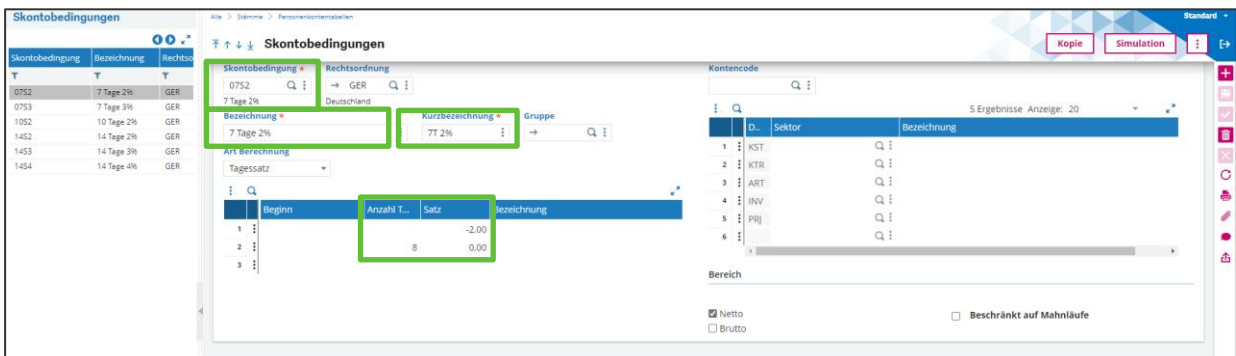 Skontobedingungen
Skontobedingung Bezeichnung Rechtso
07S2 7 Tage 2% GER
07S3 7 Tage 3% GER
10S2 10 Tage 2% GER
14S2 14 Tage 2% GER
14S3 14 Tage 3% GER
14S4 14 Tage 4% GER
Alle > Stämme > Personenkontentabellen
Standard
Skontobedingungen
Kopie Simulation
Skontobedingung * Rechtsordnung
07S2 → GER
7 Tage 2% Deutschland
Bezeichnung * Kurzbezeichnung * Gruppe
7 Tage 2% 7T 2% →
Art Berechnung
Tagessatz
Beginn Anzahl T... Satz Bezeichnung
1 -2.00
2 8 0.00
3
Kontencode
5 Ergebnisse Anzeige: 20
D.. Sektor Bezeichnung
1 KST
2 KTR
3 ART
4 INV
5 PRJ
6
Bereich
Netto
Brutto
Beschränkt auf Mahnläufe